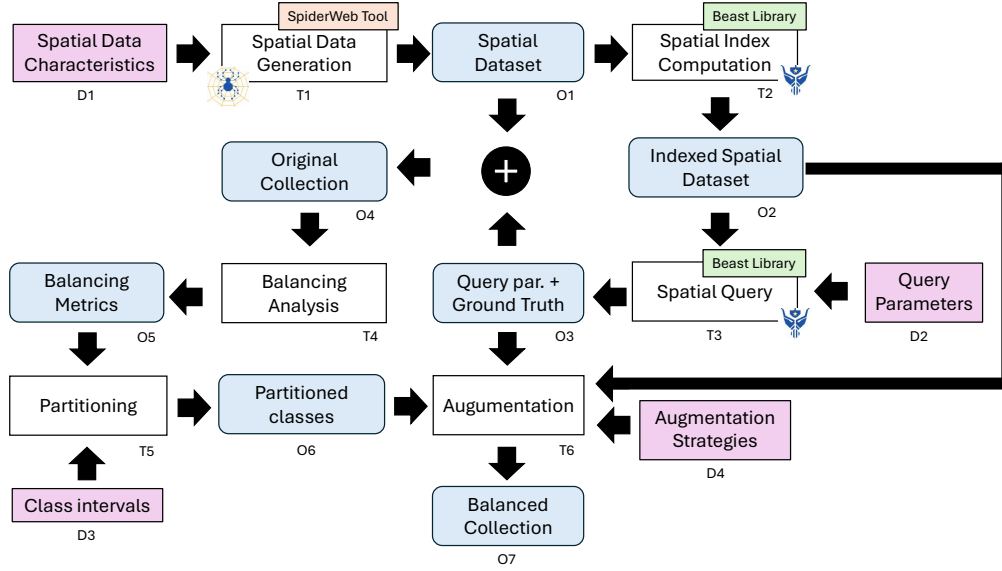 SpiderWeb Tool
Beast Library
Spatial Data
Characteristics
D1
Spatial Data
Generation
T1
Spatial
Dataset
O1
Spatial Index
Computation
T2
Original
Collection
O4
Indexed Spatial
Dataset
O2
Balancing
Metrics
O5
Balancing
Analysis
T4
Query par. +
Ground Truth
O3
Beast Library
Spatial Query
T3
Query
Parameters
D2
Partitioning
T5
Partitioned
classes
O6
Augumentation
T6
Augmentation
Strategies
D4
Class intervals
D3
Balanced
Collection
O7